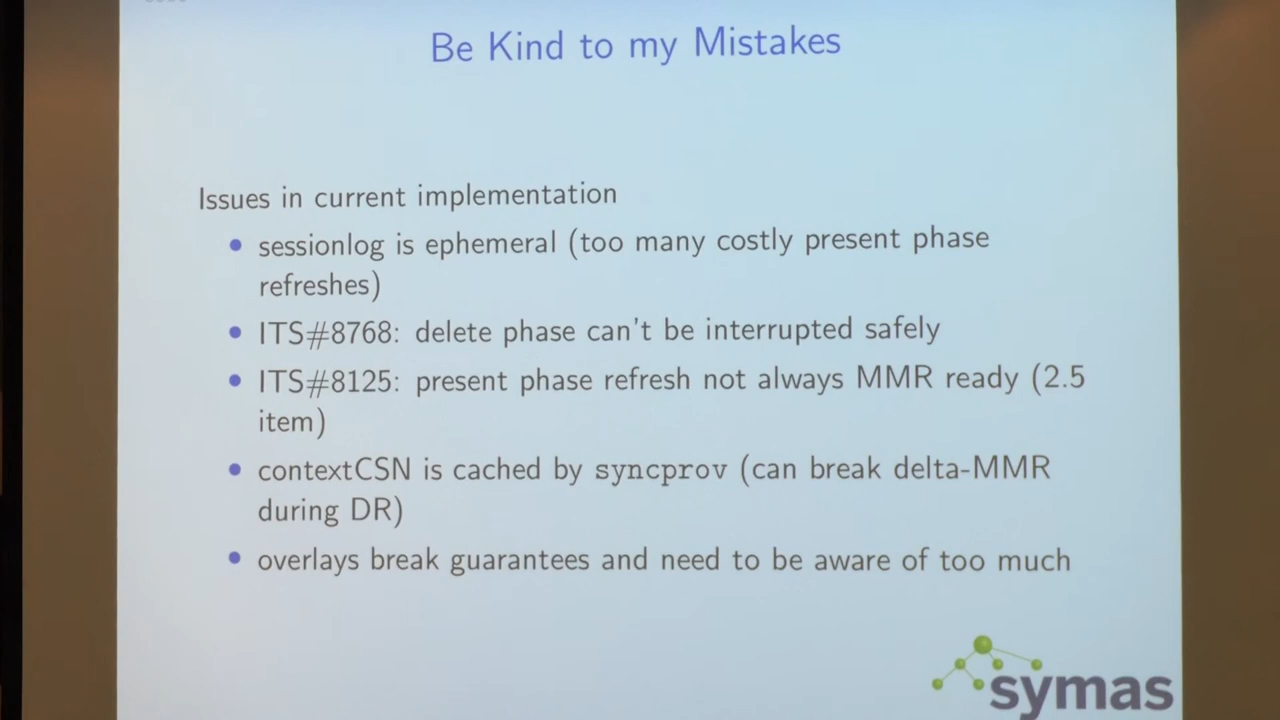 Be Kind to my Mistakes
Issues in current implementation
• sessionlog is ephemeral (too many costly present phase
refreshes)
• ITS#8768: delete phase can't be interrupted safely
• ITS#8125: present phase refresh not always MMR ready (2.5
item)
• contextCSN is cached by syncprov (can break delta-MMR
during DR)
• overlays break guarantees and need to be aware of too much
symas